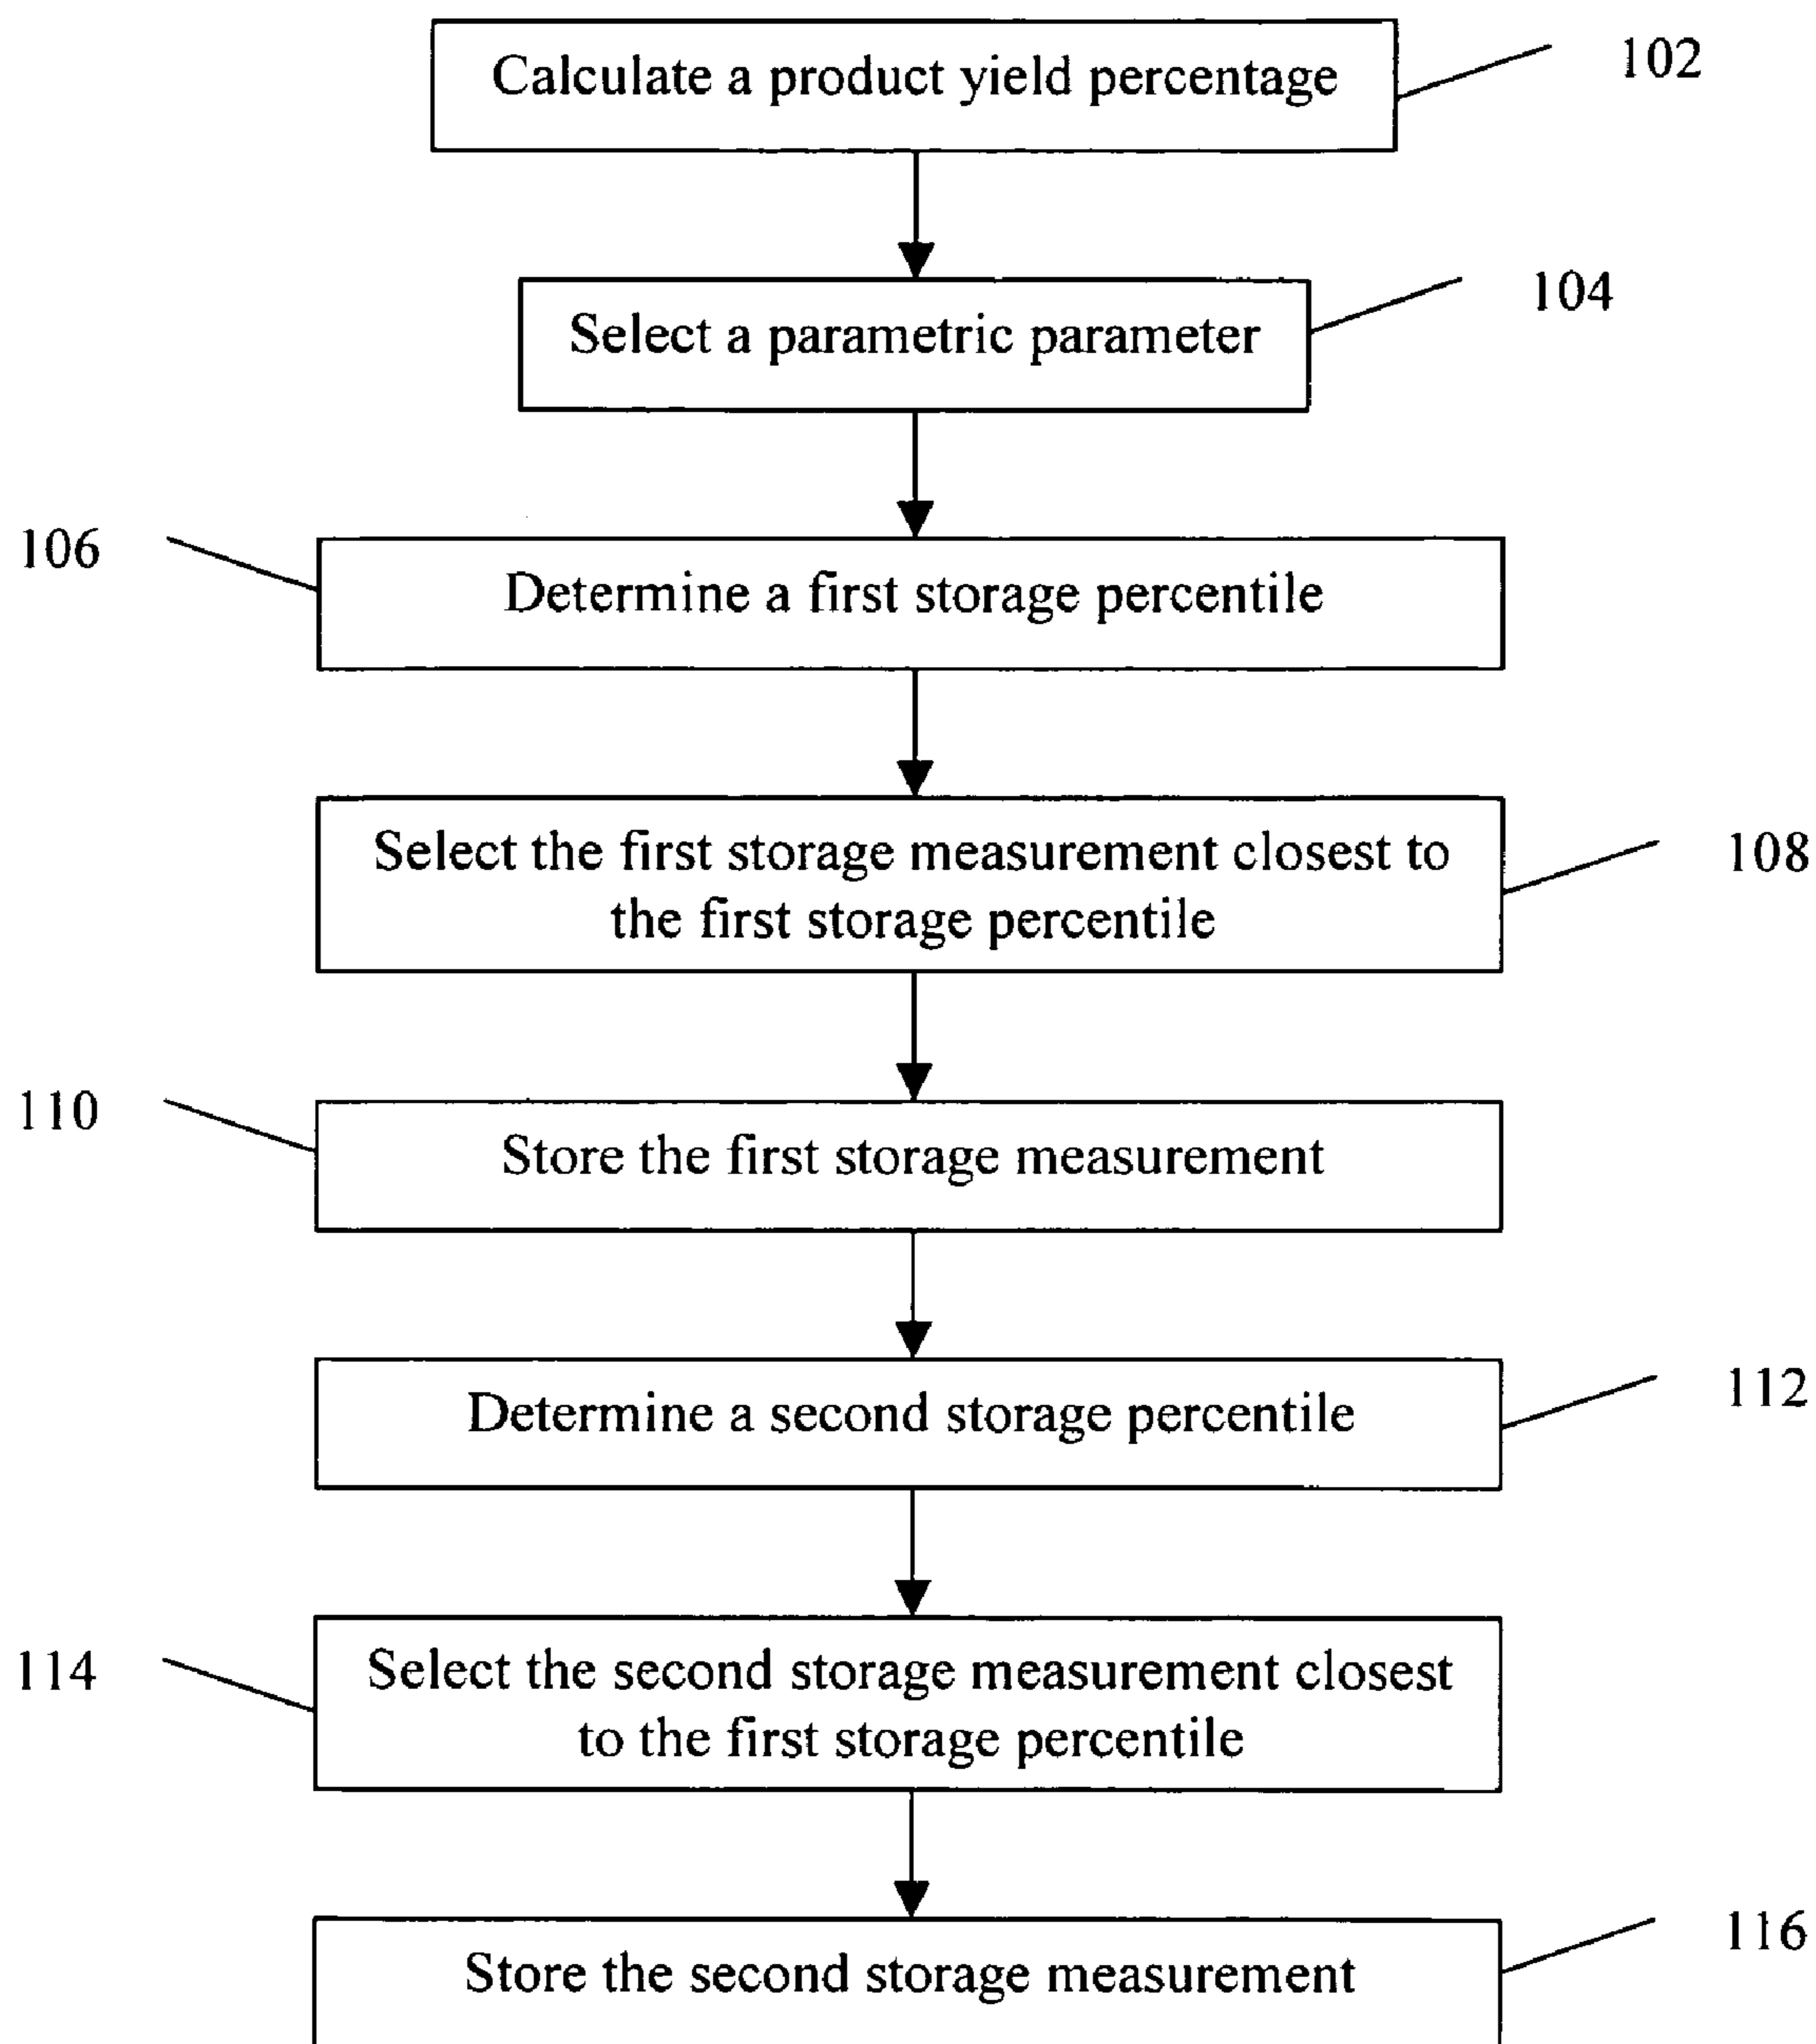 Calculate a product yield percentage
102
Select a parametric parameter
104
106
Determine a first storage percentile
Select the first storage measurement closest to
the first storage percentile
108
110
Store the first storage measurement
Determine a second storage percentile
112
114
Select the second storage measurement closest
to the first storage percentile
Store the second storage measurement
116